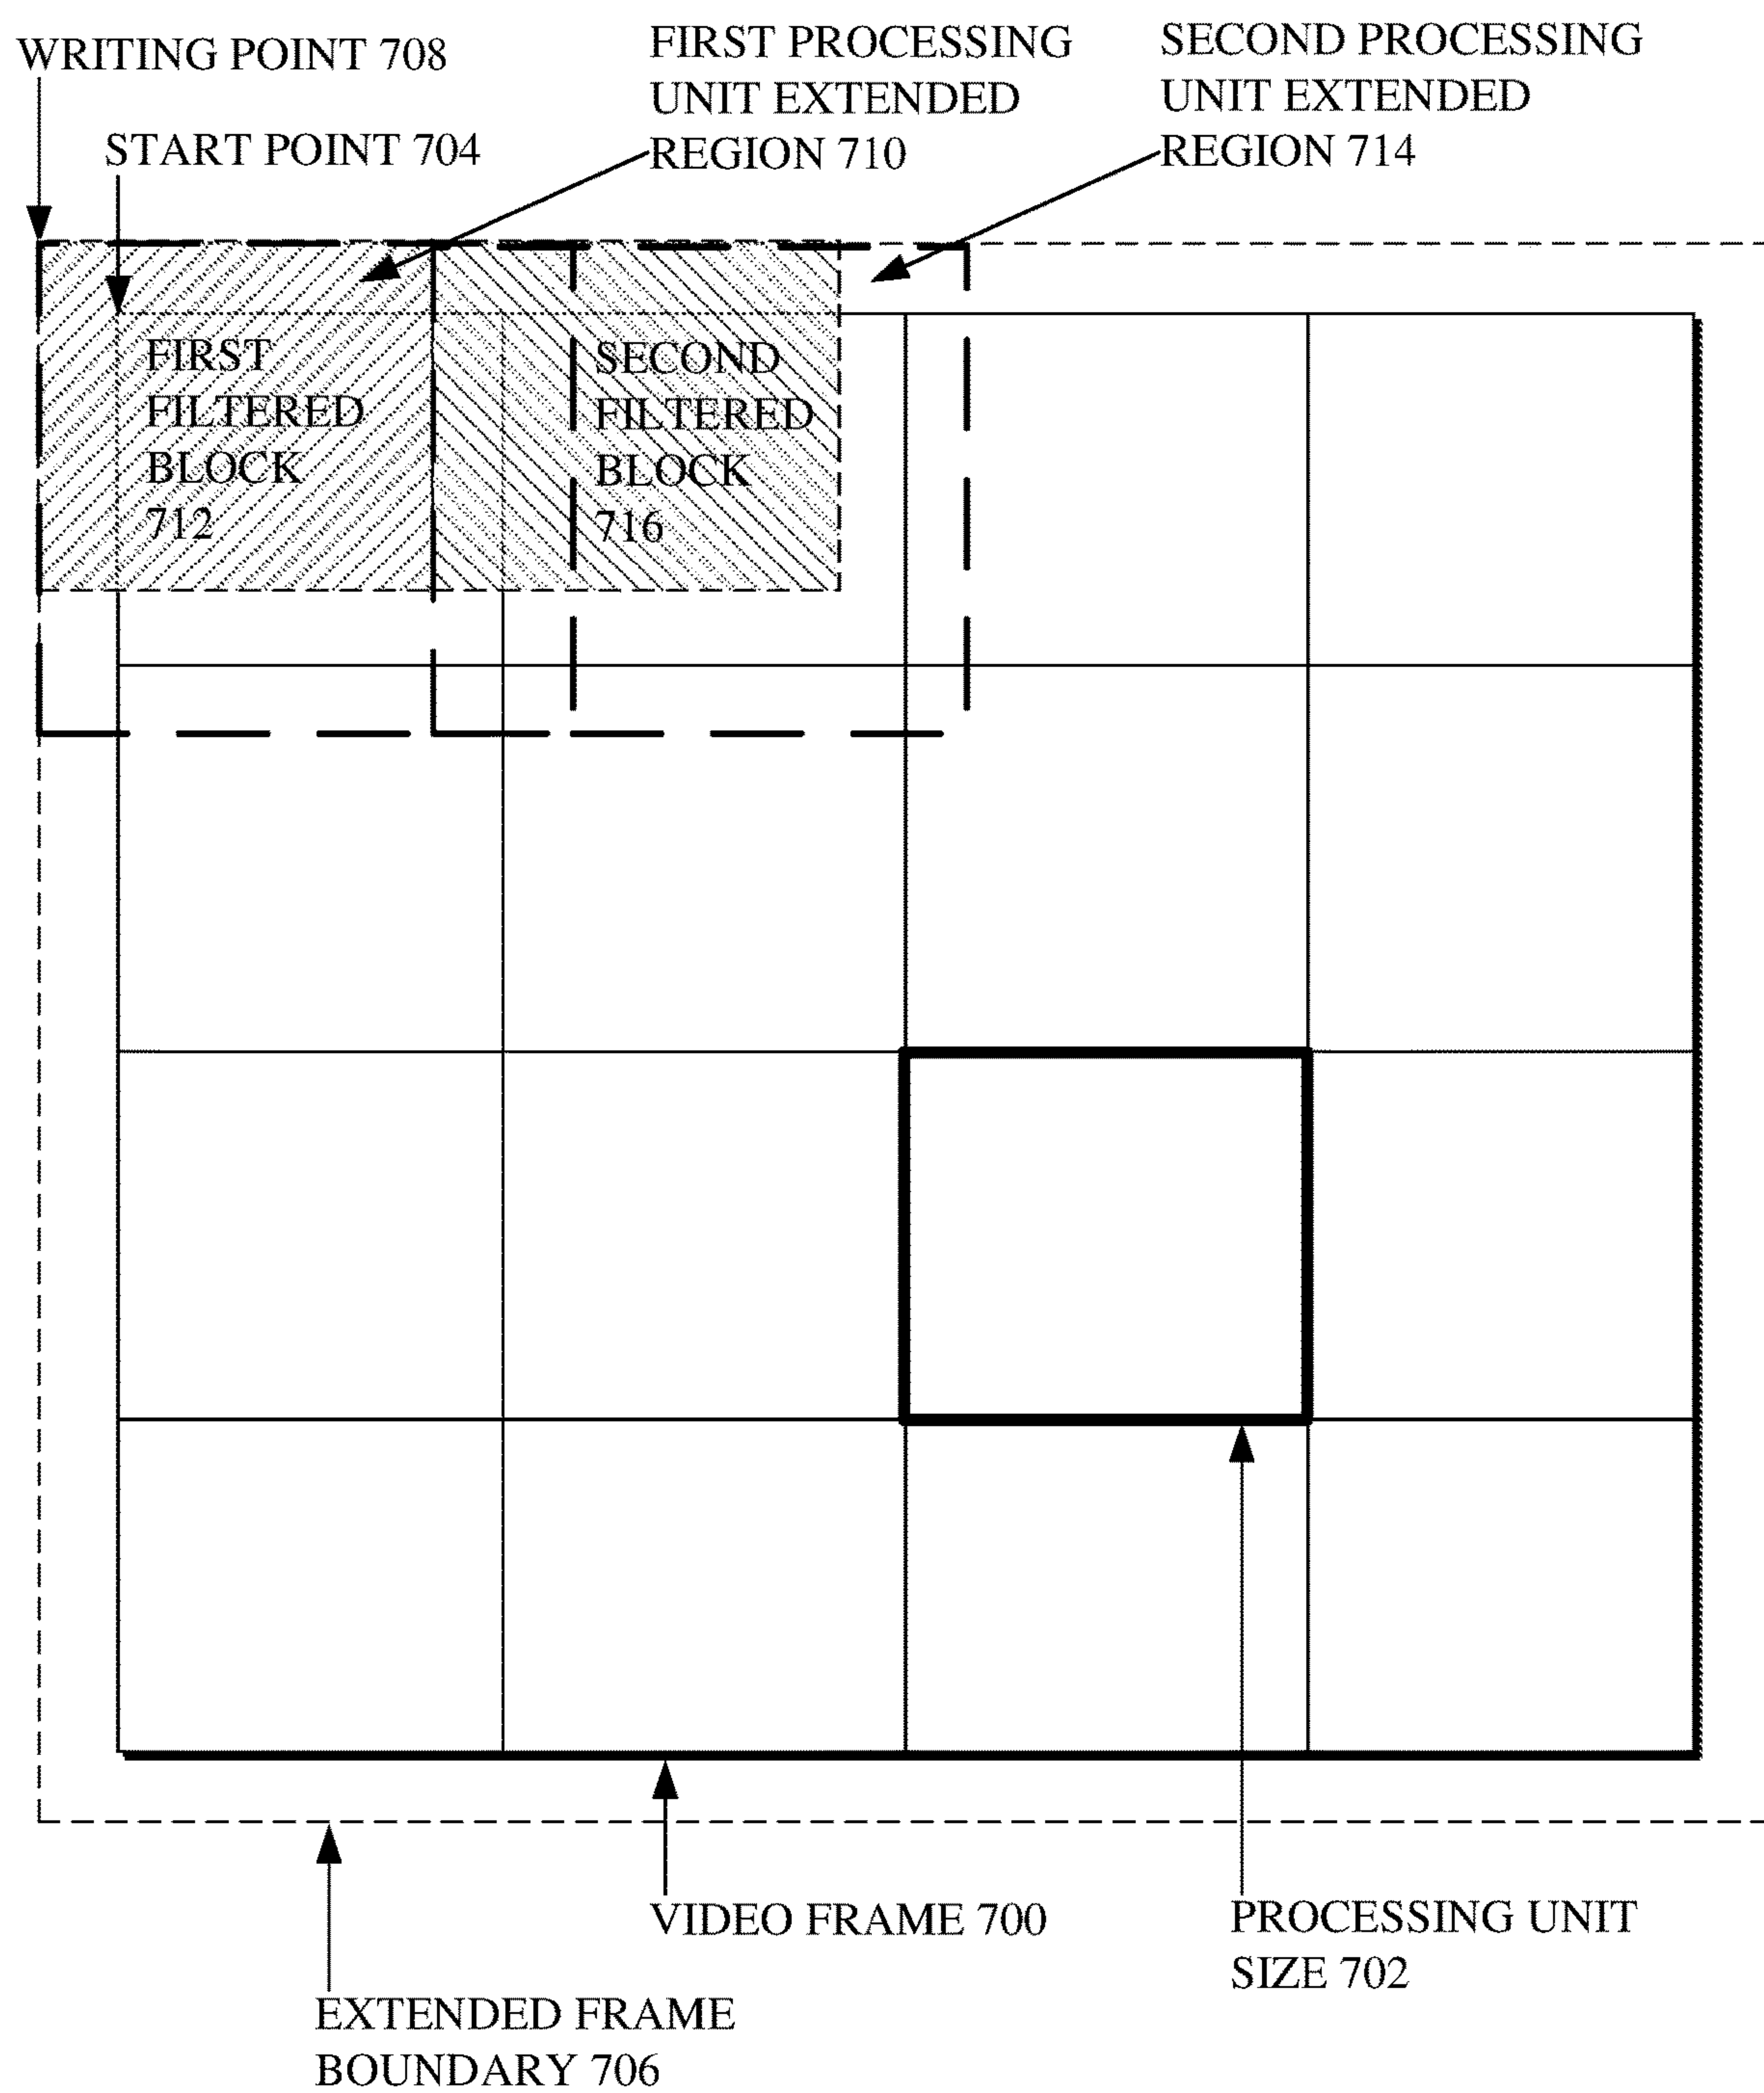 WRITING POINT 708
START POINT 704
FIRST PROCESSING
UNIT EXTENDED
REGION 710
SECOND PROCESSING
UNIT EXTENDED
REGION 714
FIRST
FILTERED
BLOCK
712
SECOND
FILTERED
BLOCK
716
VIDEO FRAME 700
PROCESSING UNIT
SIZE 702
EXTENDED FRAME
BOUNDARY 706